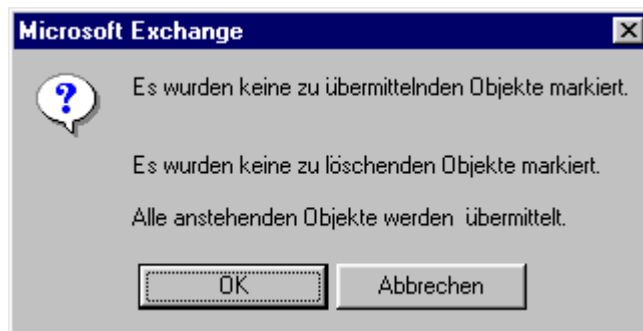 Microsoft Exchange
Es wurden keine zu übermittelnden Objekte markiert.
Es wurden keine zu löschenden Objekte markiert.
Alle anstehenden Objekte werden übermittelt.
OK
Abbrechen